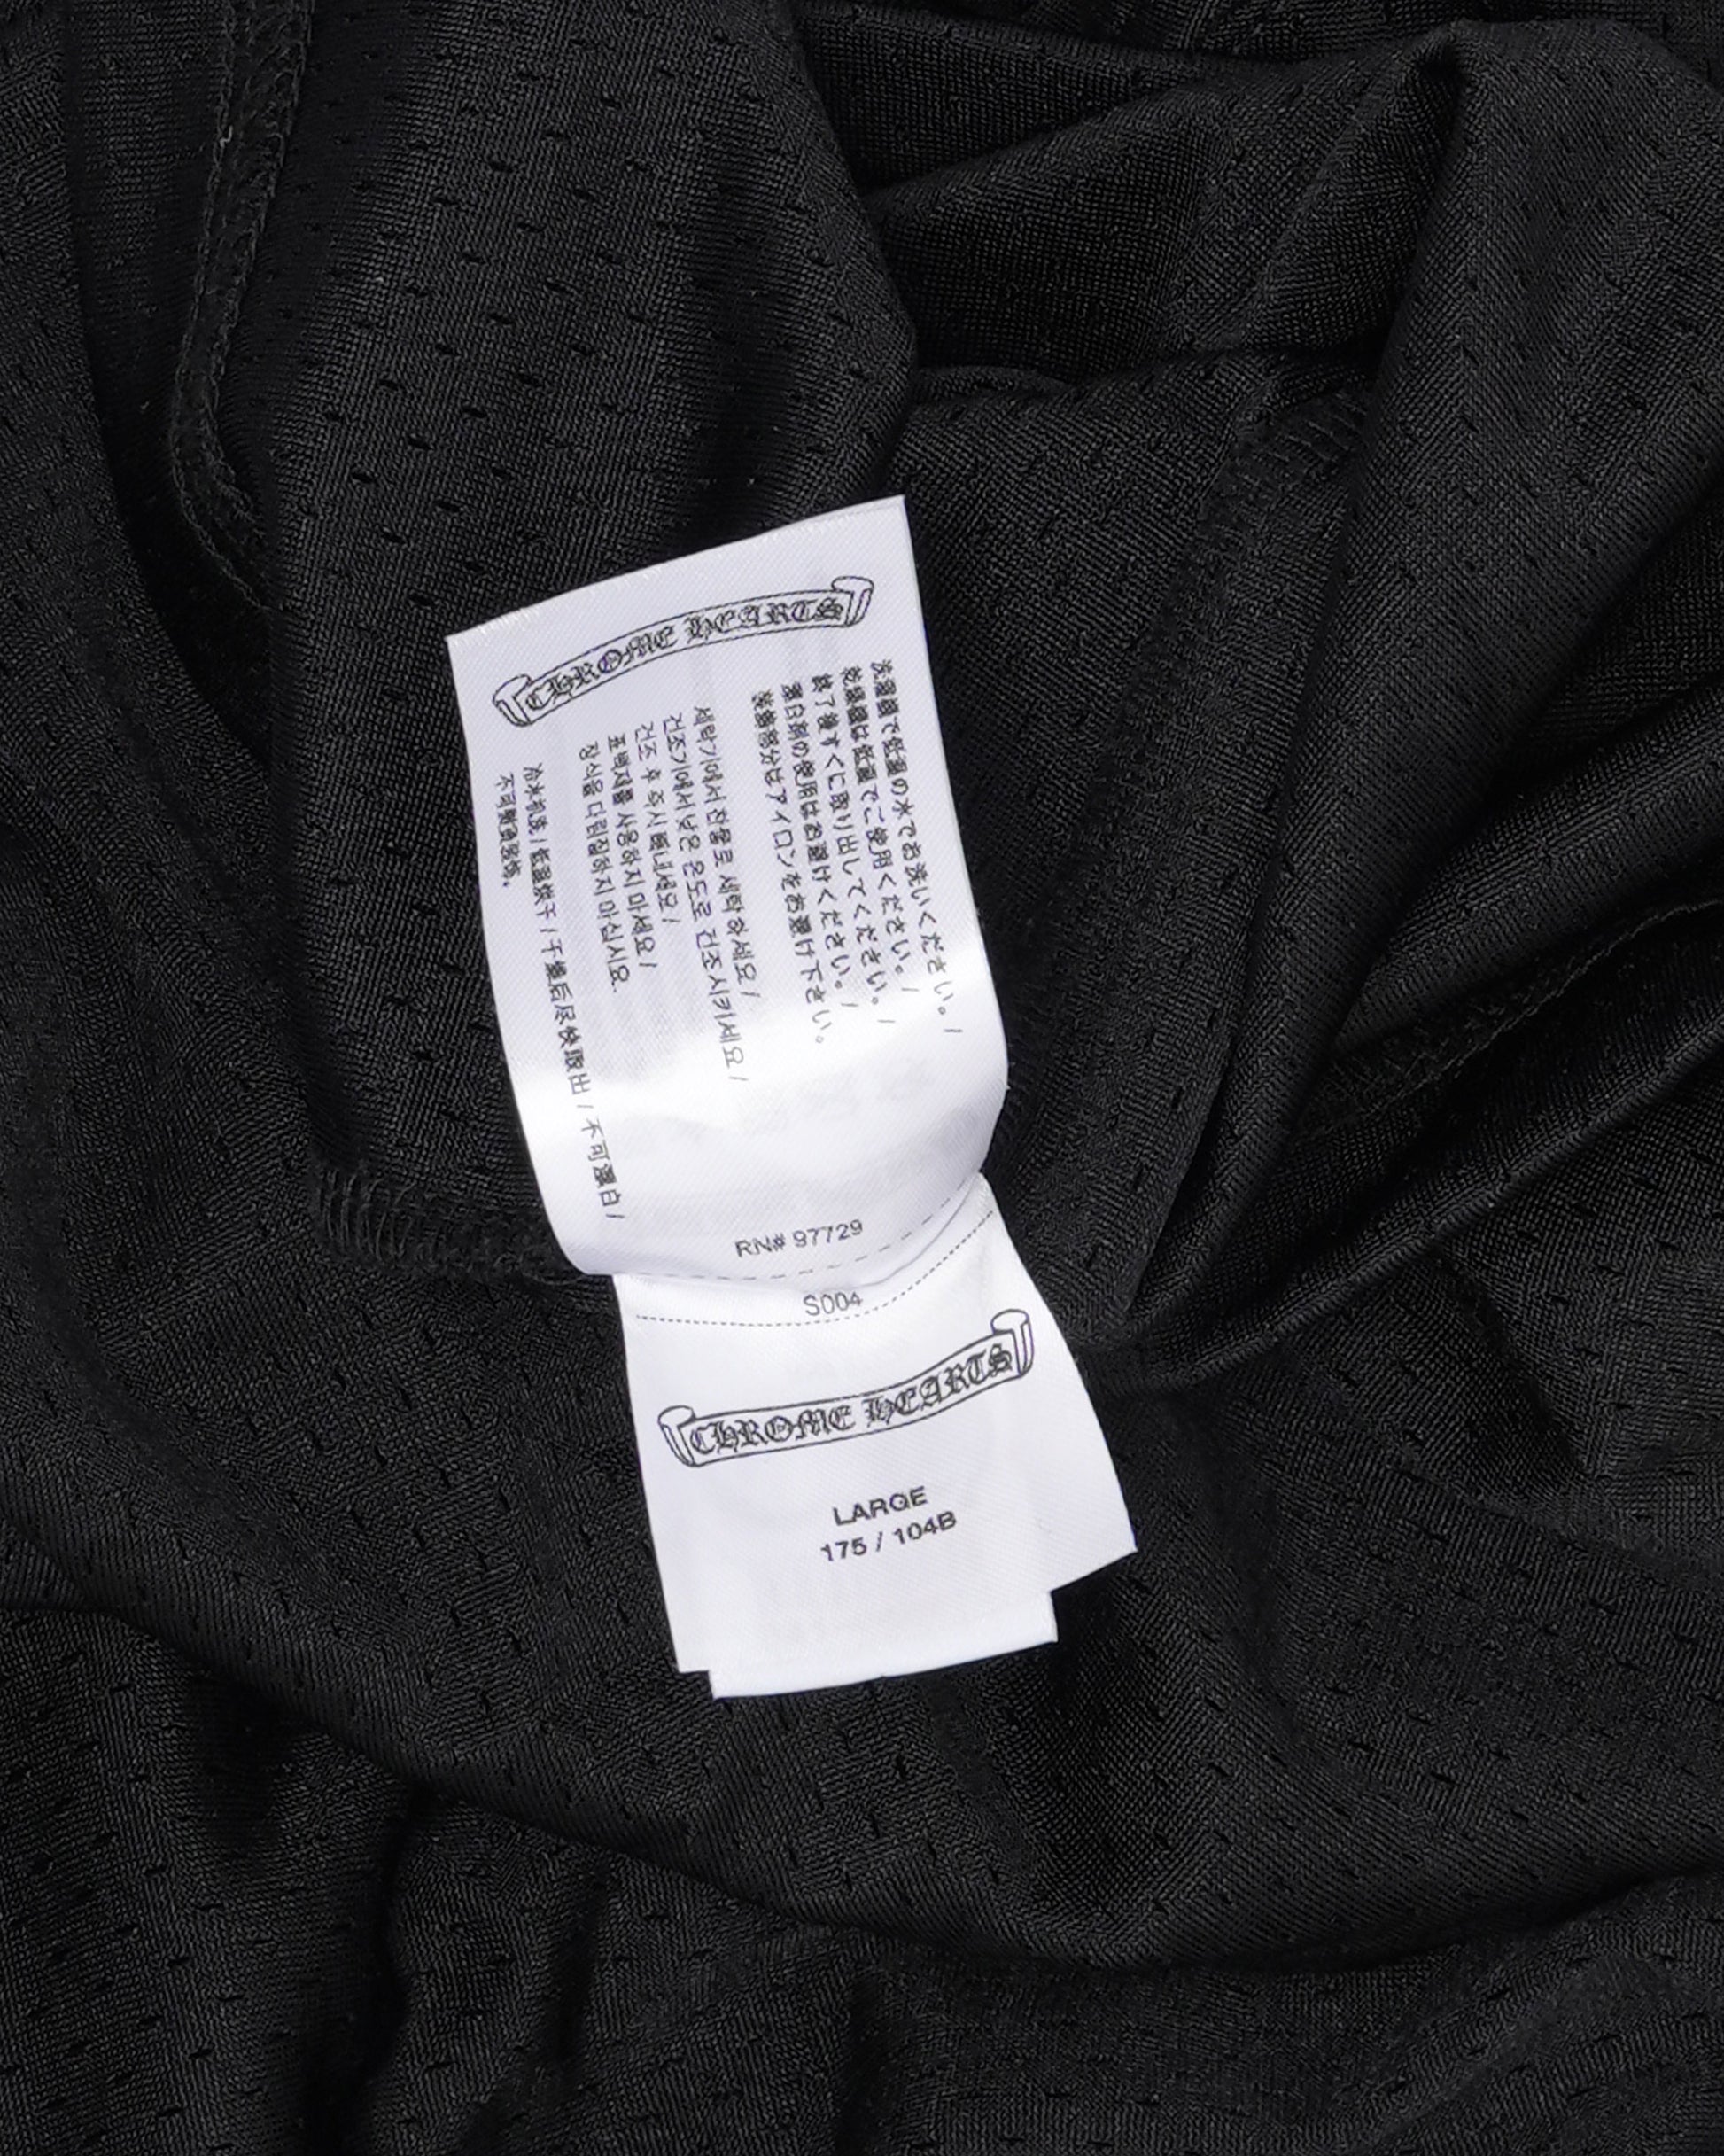 CHROME HEARTS
洗濯機で低温の水でお洗いください。/
乾燥機は低温でご使用ください。/
終了後すぐに取り出してください。/
漂白剤の使用はお避けください。/
装飾部分はアイロンをお避け下さい。
세탁기에서 찬물로 세탁하세요/
건조기에서 낮은 온도로 건조시키세요/
건조 후 즉시 빼내세요/
표백제를 사용하지 마세요/
장식을 다림질하지 마십시오.
冷水机洗/低温烘干/干燥后尽快取出/不可漂白/
不可熨烫装饰。
RN# 97729
S004
CHROME HEARTS
LARGE
175 / 104B